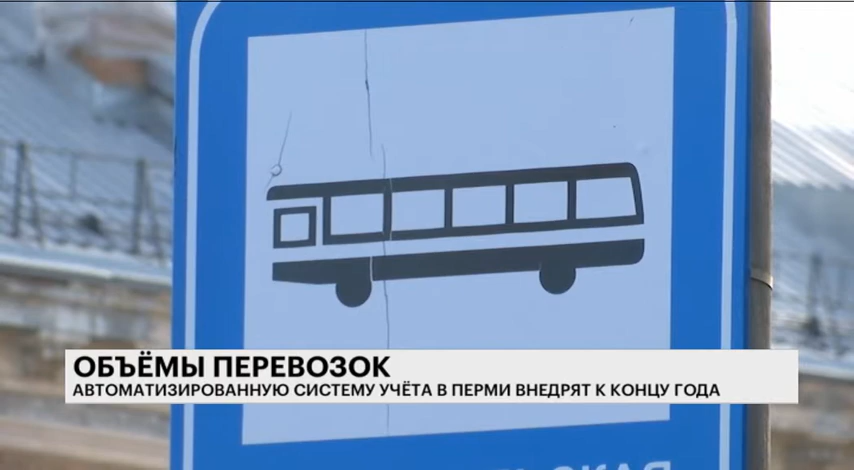 ОБЪЁМЫ ПЕРЕВОЗОК
АВТОМАТИЗИРОВАННУЮ СИСТЕМУ УЧЁТА В ПЕРМИ ВНЕДРЯТ К КОНЦУ ГОДА